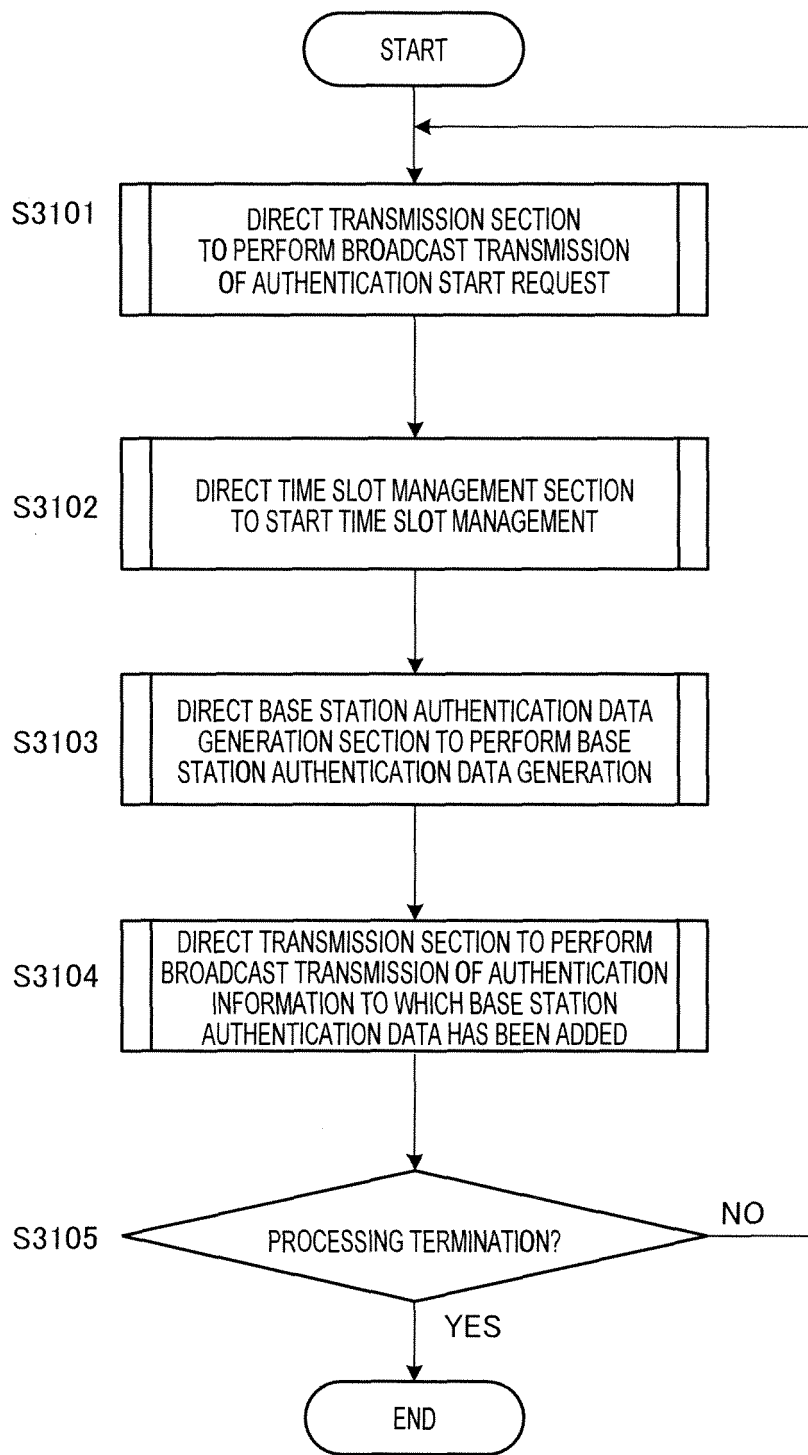 START
S3101
DIRECT TRANSMISSION SECTION
TO PERFORM BROADCAST TRANSMISSION
OF AUTHENTICATION START REQUEST
S3102
DIRECT TIME SLOT MANAGEMENT SECTION
TO START TIME SLOT MANAGEMENT
S3103
DIRECT BASE STATION AUTHENTICATION DATA
GENERATION SECTION TO PERFORM BASE
STATION AUTHENTICATION DATA GENERATION
S3104
DIRECT TRANSMISSION SECTION TO PERFORM
BROADCAST TRANSMISSION OF AUTHENTICATION
INFORMATION TO WHICH BASE STATION
AUTHENTICATION DATA HAS BEEN ADDED
S3105
PROCESSING TERMINATION?
NO
YES
END